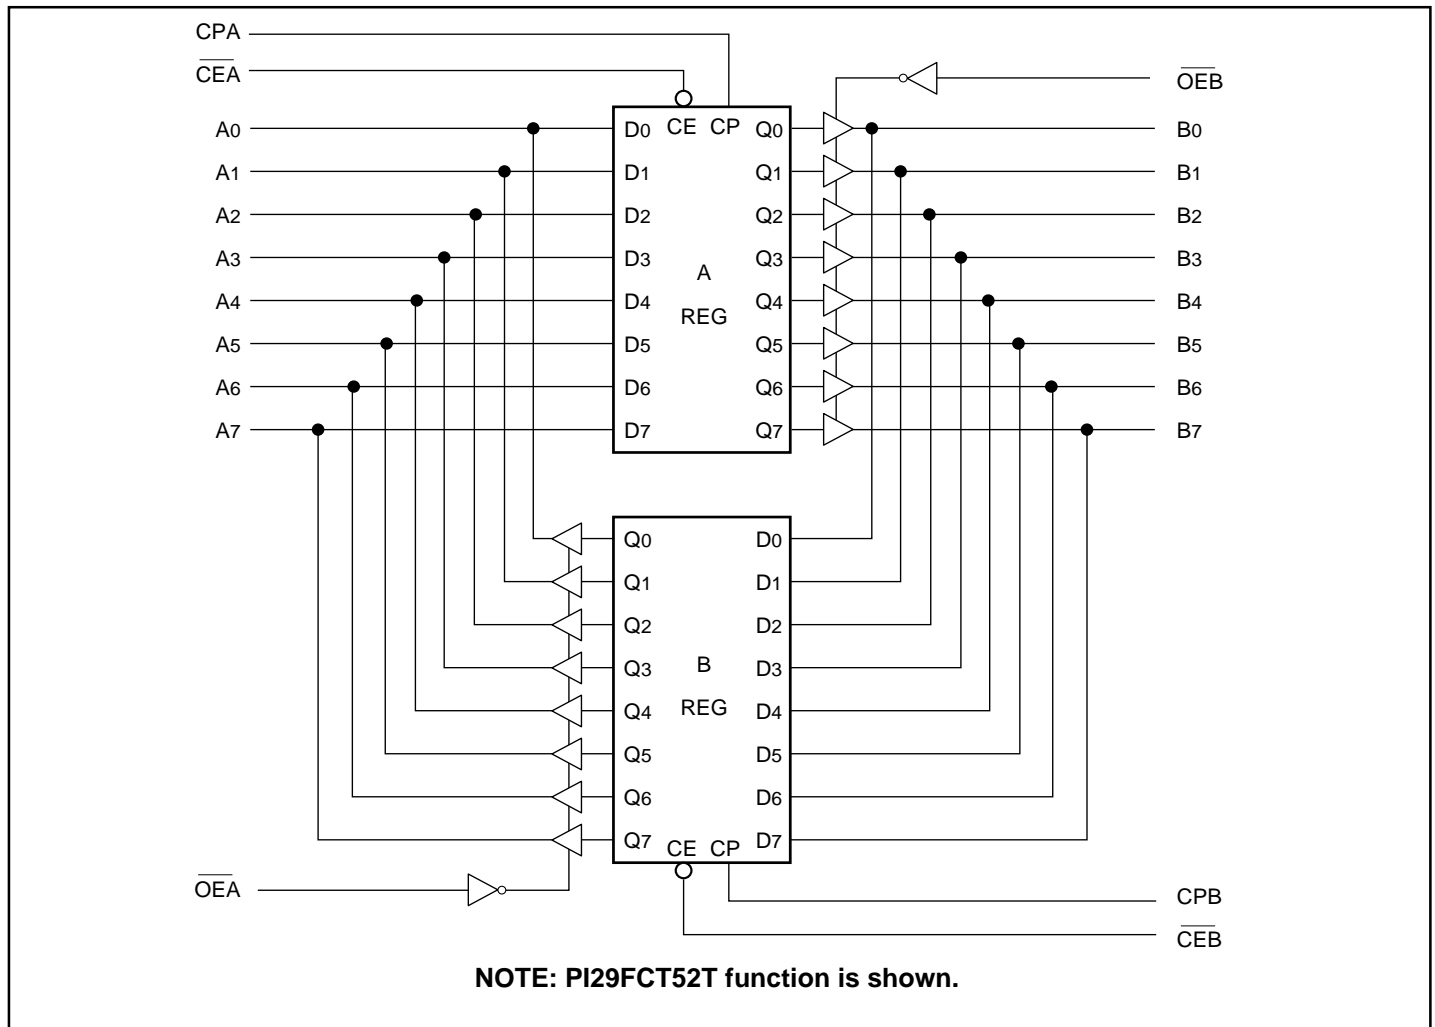 CPA
CEA
OEB
CE CP
A0 D0 Q0 B0
A1 D1 Q1 B1
A2 D2 Q2 B2
A3 D3 Q3 B3
A
A4 D4 Q4 B4
REG
A5 D5 Q5 B5
A6 D6 Q6 B6
A7 D7 Q7 B7
Q0 D0
Q1 D1
Q2 D2
B
Q3 D3
REG
Q4 D4
Q5 D5
Q6 D6
Q7 D7
CE CP
OEA
CPB
CEB
NOTE: PI29FCT52T function is shown.